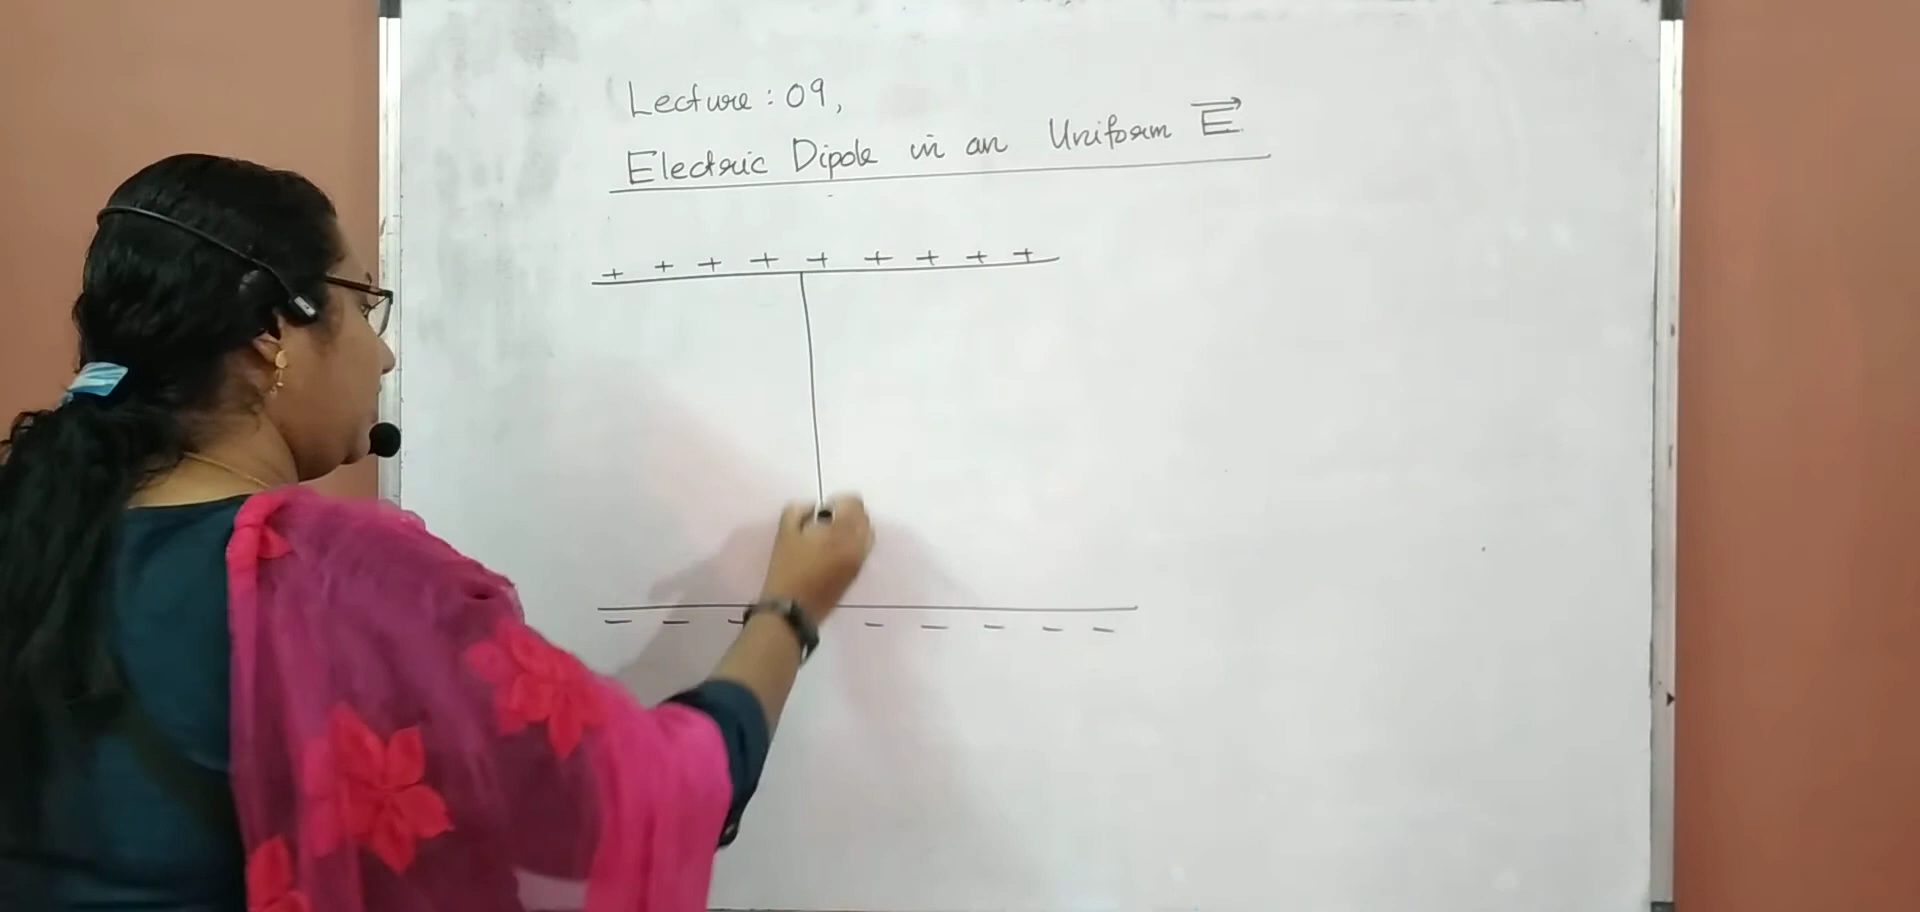 Lecture : 09,
Electric Dipole in an Uniform E
+ + + + + + + + +
− − − − − − − −